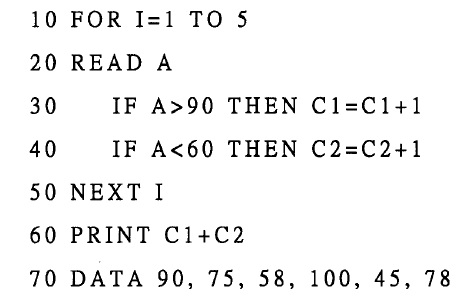 10 FOR I=1 TO 5
20 READ A
30 IF A>90 THEN C1=C1+1
40 IF A<60 THEN C2=C2+1
50 NEXT I
60 PRINT C1+C2
70 DATA 90, 75, 58, 100, 45, 78